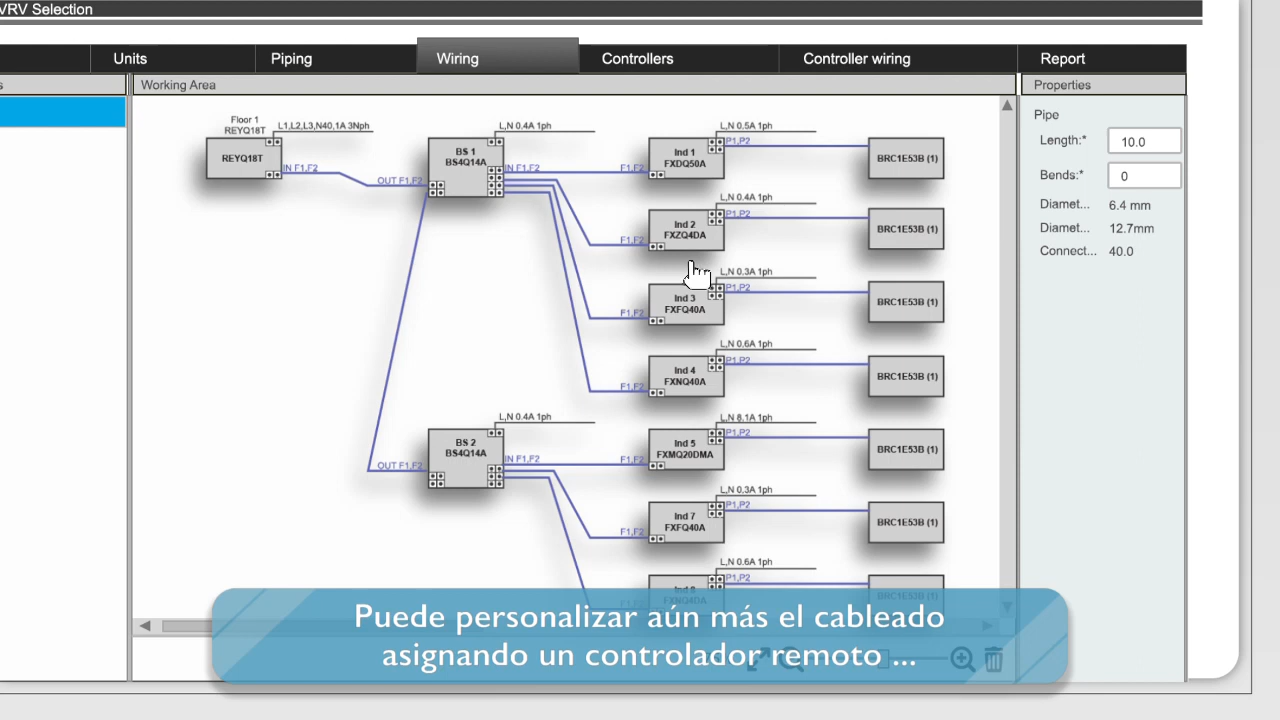 VRV Selection
Units
Piping
Wiring
Controllers
Controller wiring
Report
s
Working Area
Properties
Floor 1
REYQ18T
L1,L2,L3,N40,1A 3Nph
REYQ18T
IN F1,F2
OUT F1,F2
L,N 0.4A 1ph
BS 1
BS4Q14A
IN F1,F2
F1,F2
L,N 0.5A 1ph
Ind 1
FXDQ50A
P1,P2
BRC1E53B (1)
L,N 0.4A 1ph
Ind 2
FXZQ4DA
F1,F2
P1,P2
BRC1E53B (1)
L,N 0.3A 1ph
Ind 3
FXFQ40A
F1,F2
P1,P2
BRC1E53B (1)
L,N 0,6A 1ph
Ind 4
FXNQ40A
F1,F2
P1,P2
BRC1E53B (1)
L,N 0.4A 1ph
BS 2
BS4Q14A
OUT F1,F2
IN F1,F2
F1,F2
L,N 8.1A 1ph
Ind 5
FXMQ20DMA
P1,P2
BRC1E53B (1)
L,N 0,3A 1ph
Ind 7
FXFQ40A
F1,F2
P1,P2
BRC1E53B (1)
L,N 0.6A 1ph
P1,P2
BRC1E53B (1)
Pipe
Length:* 10.0
Bends:* 0
Diamet... 6.4 mm
Diamet... 12.7mm
Connect... 40.0
Puede personalizar aún más el cableado
asignando un controlador remoto ...